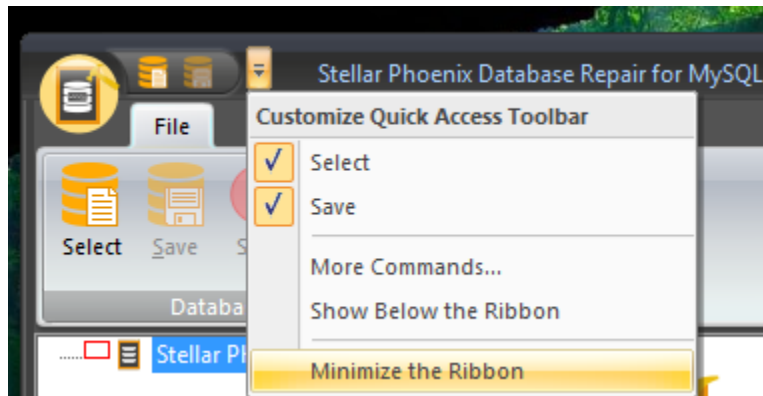 Stellar Phoenix Database Repair for MySQL
File
Customize Quick Access Toolbar
Select
Save
More Commands...
Show Below the Ribbon
Minimize the Ribbon
Select
Save
Stellar